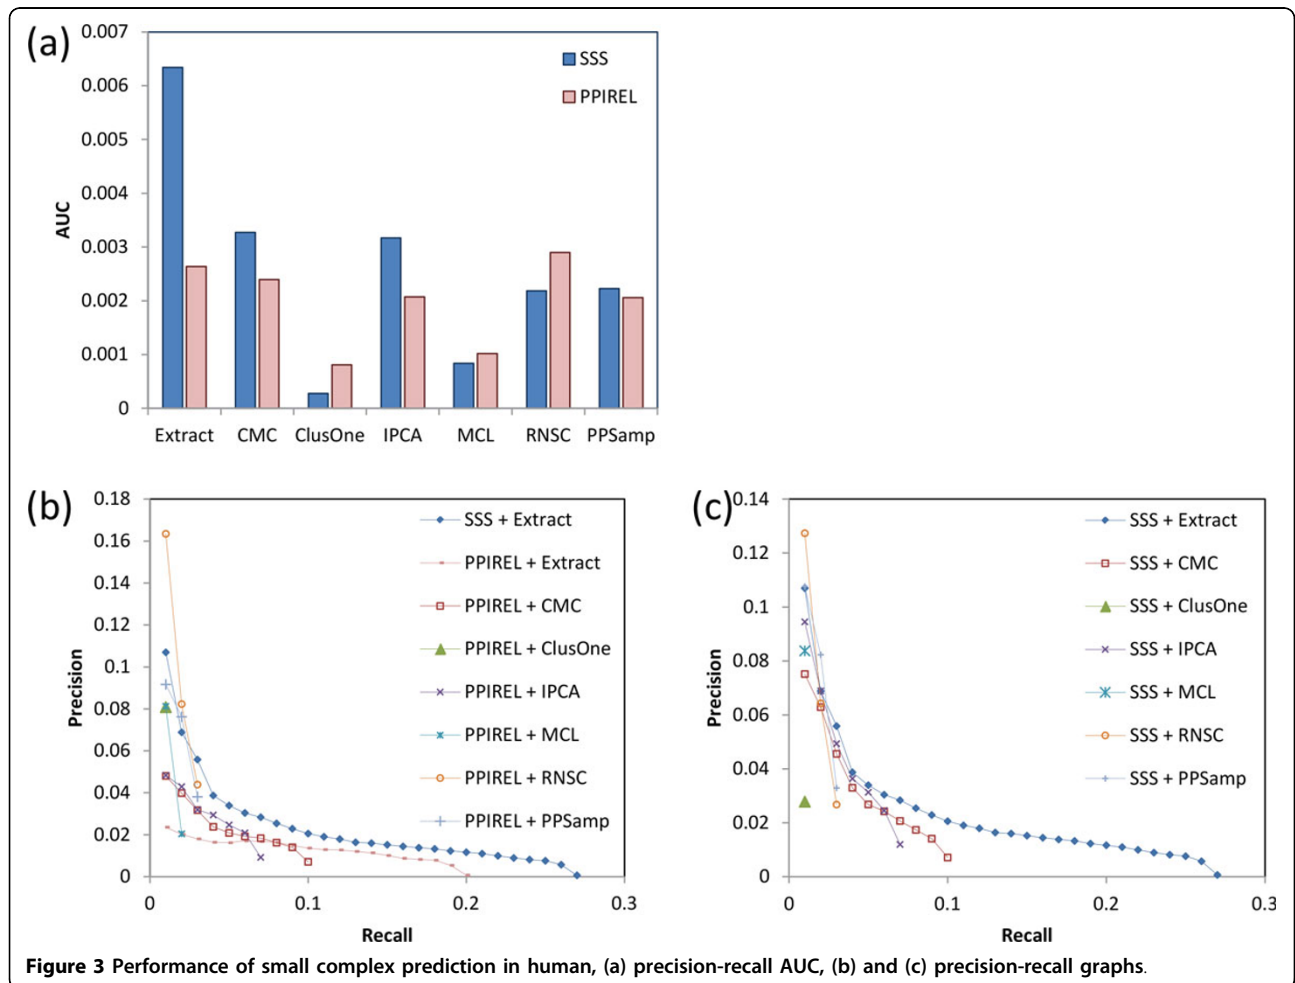 (a)
0.007
0.006
0.005
0.004
0.003
0.002
0.001
0
AUC
SSS
PPIREL
Extract CMC ClusOne IPCA MCL RNSC PPSamp
(b)
0.18
0.16
0.14
0.12
0.1
0.08
0.06
0.04
0.02
0
Precision
SSS + Extract
PPIREL + Extract
PPIREL + CMC
PPIREL + ClusOne
PPIREL + IPCA
PPIREL + MCL
PPIREL + RNSC
PPIREL + PPSamp
0 0.1 0.2 0.3
Recall
(c)
0.14
0.12
0.1
0.08
0.06
0.04
0.02
0
Precision
SSS + Extract
SSS + CMC
SSS + ClusOne
SSS + IPCA
SSS + MCL
SSS + RNSC
SSS + PPSamp
0 0.1 0.2 0.3
Recall
Figure 3 Performance of small complex prediction in human, (a) precision-recall AUC, (b) and (c) precision-recall graphs.